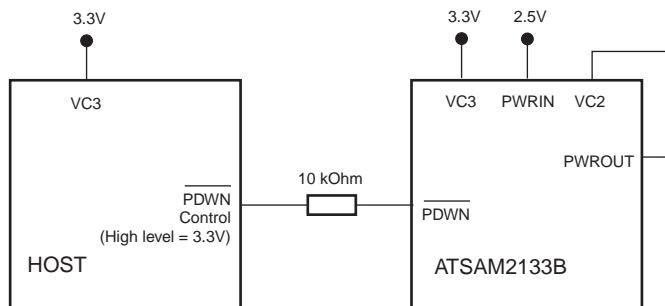 3.3V
3.3V
2.5V
VC3
VC3
PWRIN
VC2
PWROUT
10 kOhm
PDWN
Control
(High level = 3.3V)
PDWN
HOST
ATSAM2133B